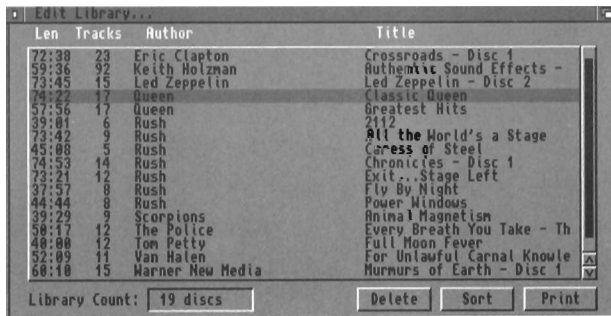 Edit Library...
Len Tracks Author Title
72:38 23 Eric Clapton Crossroads - Disc 1
59:36 92 Keith Holzman Authentic Sound Effects -
73:45 15 Led Zeppelin Led Zeppelin - Disc 2
74:22 17 Queen Classic Queen
57:56 17 Queen Greatest Hits
39:01 6 Rush 2112
73:42 9 Rush All the World's a Stage
45:08 5 Rush Caress of Steel
74:53 14 Rush Chronicles - Disc 1
73:21 12 Rush Exit...Stage Left
37:57 8 Rush Fly By Night
44:44 8 Rush Power Windows
39:29 9 Scorpions Animal Magnetism
50:17 12 The Police Every Breath You Take - Th
40:00 12 Tom Petty Full Moon Fever
52:09 11 Van Halen For Unlawful Carnal Knowle
60:10 15 Warner New Media Murmurs of Earth - Disc 1
Library Count: 19 discs Delete Sort Print